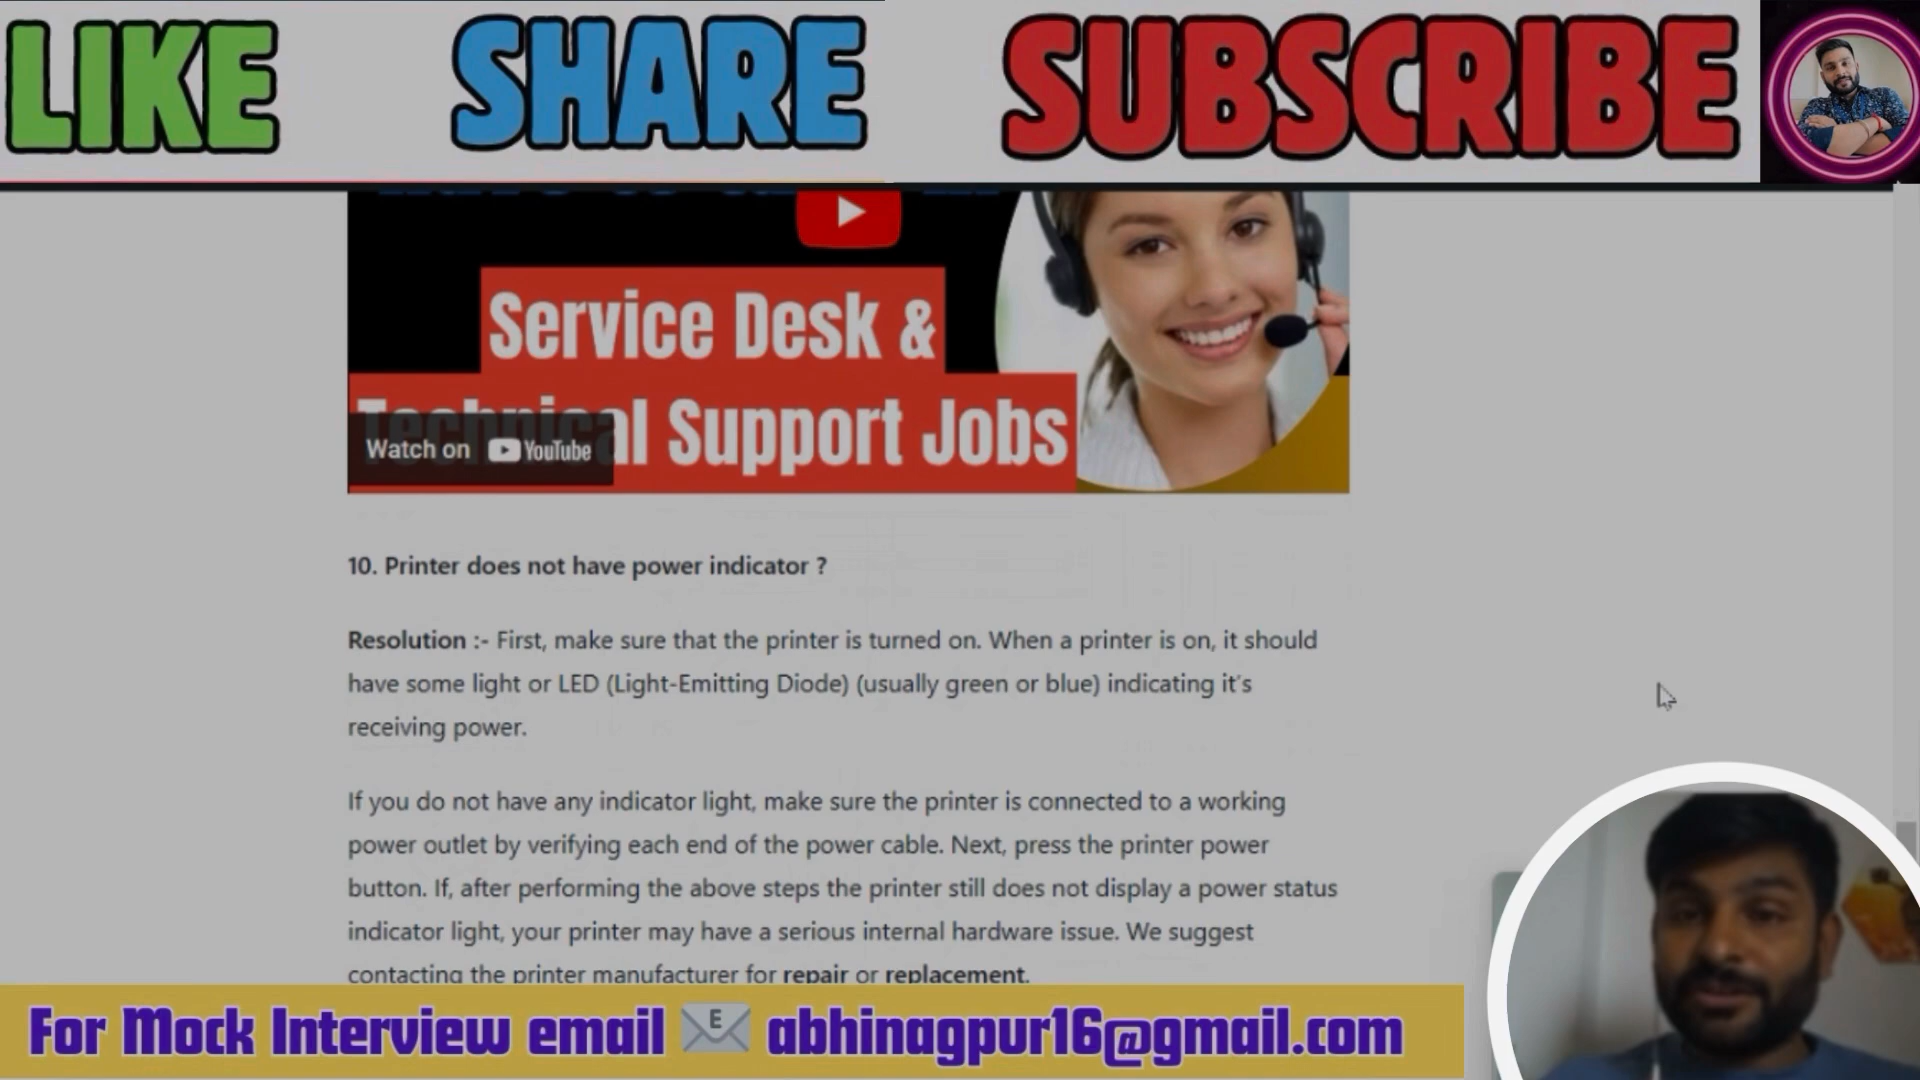 LIKE SHARE SUBSCRIBE
Service Desk &
Technical Support Jobs
Watch on YouTube
10. Printer does not have power indicator ?
Resolution :- First, make sure that the printer is turned on. When a printer is on, it should
have some light or LED (Light-Emitting Diode) (usually green or blue) indicating it's
receiving power.
If you do not have any indicator light, make sure the printer is connected to a working
power outlet by verifying each end of the power cable. Next, press the printer power
button. If, after performing the above steps the printer still does not display a power status
indicator light, your printer may have a serious internal hardware issue. We suggest
contacting the printer manufacturer for repair or replacement.
For Mock Interview email E abhinagpur16@gmail.com